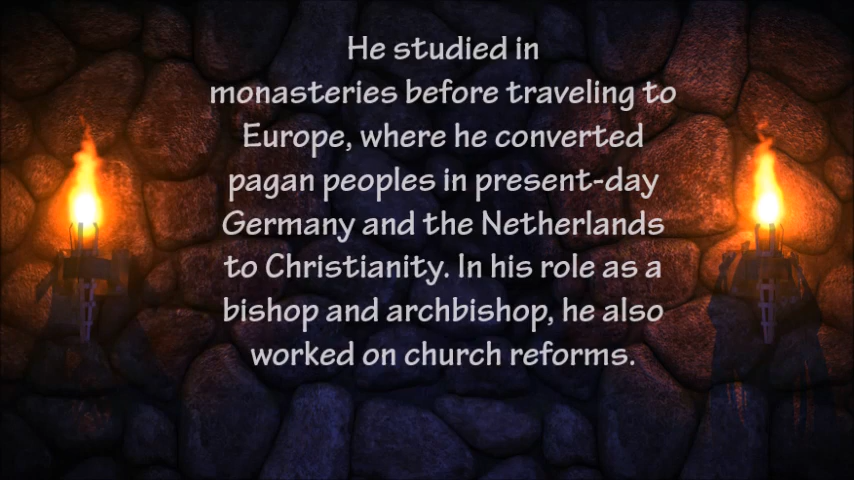 He studied in
monasteries before traveling to
Europe, where he converted
pagan peoples in present-day
Germany and the Netherlands
to Christianity. In his role as a
bishop and archbishop, he also
worked on church reforms.